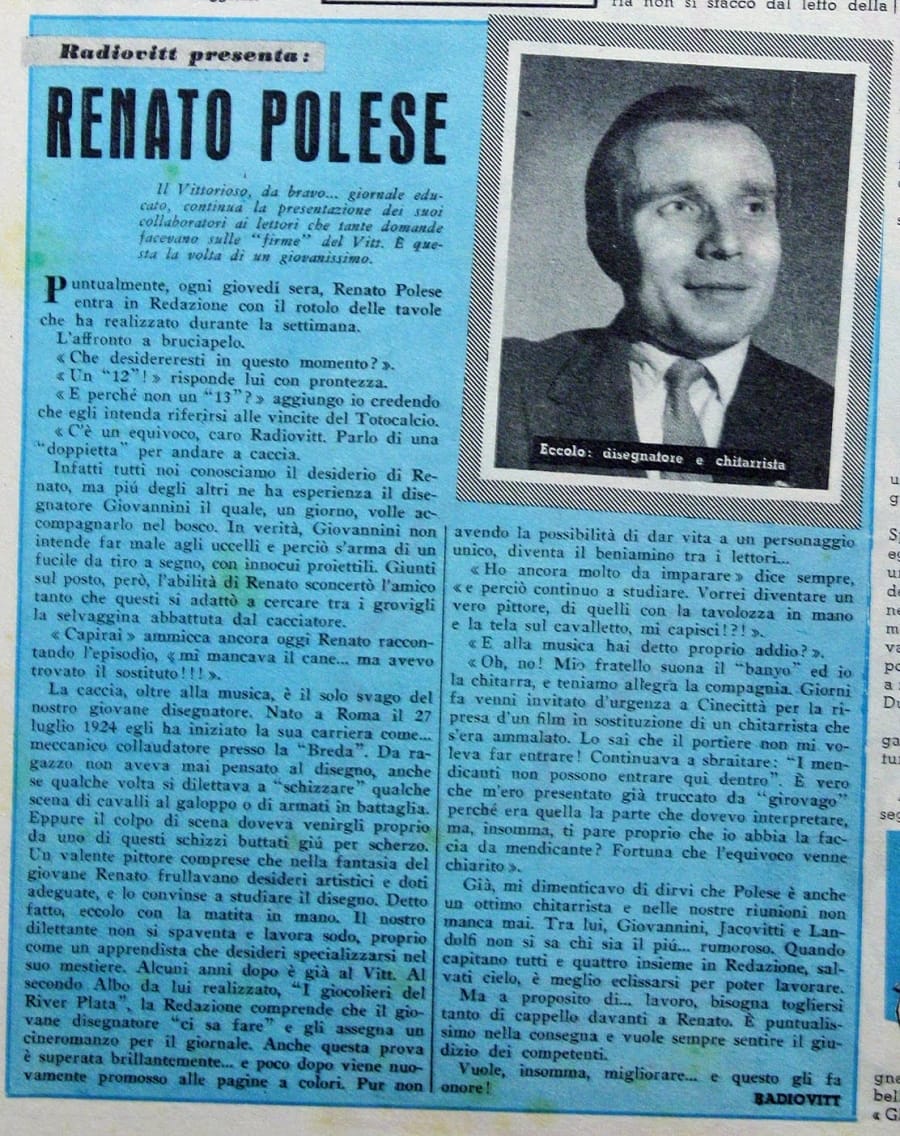 ha non si staccò dal letto della
Radiovitt presenta:
RENATO POLESE
Il Vittorioso, da bravo... giornale edu-
cato, continua la presentazione dei suoi
collaboratori ai lettori che tante domande
facevano sulle "firme" del Vitt. È que-
sta la volta di un giovanissimo.
Puntualmente, ogni giovedí sera, Renato Polese
entra in Redazione con il rotolo delle tavole
che ha realizzato durante la settimana.
L'affronto a bruciapelo.
« Che desidereresti in questo momento? ».
« Un "12"! » risponde lui con prontezza.
« E perché non un "13"? » aggiungo io credendo
che egli intenda riferirsi alle vincite del Totocalcio.
« C'è un equivoco, caro Radiovitt. Parlo di una
"doppietta" per andare a caccia.
Infatti tutti noi conosciamo il desiderio di Re-
nato, ma piú degli altri ne ha esperienza il dise-
gnatore Giovannini il quale, un giorno, volle ac-
compagnarlo nel bosco. In verità, Giovannini non
intende far male agli uccelli e perciò s'arma di un
fucile da tiro a segno, con innocui proiettili. Giunti
sul posto, però, l'abilità di Renato sconcertò l'amico
tanto che questi si adattò a cercare tra i grovigli
la selvaggina abbattuta dal cacciatore.
« Capirai » ammicca ancora oggi Renato raccon-
tando l'episodio, « mi mancava il cane... ma avevo
trovato il sostituto!!! ».
La caccia, oltre alla musica, è il solo svago del
nostro giovane disegnatore. Nato a Roma il 27
luglio 1924 egli ha iniziato la sua carriera come...
meccanico collaudatore presso la "Breda". Da ra-
gazzo non aveva mai pensato al disegno, anche
se qualche volta si dilettava a "schizzare" qualche
scena di cavalli al galoppo o di armati in battaglia.
Eppure il colpo di scena doveva venirgli proprio
da uno di questi schizzi buttati giú per scherzo.
Un valente pittore comprese che nella fantasia del
giovane Renato frullavano desideri artistici e doti
adeguate, e lo convinse a studiare il disegno. Detto
fatto, eccolo con la matita in mano. Il nostro
dilettante non si spaventa e lavora sodo, proprio
come un apprendista che desideri specializzarsi nel
suo mestiere. Alcuni anni dopo è già al Vitt. Al
secondo Albo da lui realizzato, "I giocolieri del
River Plata", la Redazione comprende che il gio-
vane disegnatore "ci sa fare" e gli assegna un
cineromanzo per il giornale. Anche questa prova
è superata brillantemente... e poco dopo viene nuo-
vamente promosso alle pagine a colori. Pur non
Eccolo: disegnatore e chitarrista
avendo la possibilità di dar vita a un personaggio
unico, diventa il beniamino tra i lettori...
« Ho ancora molto da imparare » dice sempre,
« e perciò continuo a studiare. Vorrei diventare un
vero pittore, di quelli con la tavolozza in mano
e la tela sul cavalletto, mi capisci!?! ».
« E alla musica hai detto proprio addio? ».
« Oh, no! Mio fratello suona il "banyo" ed io
la chitarra, e teniamo allegra la compagnia. Giorni
fa venni invitato d'urgenza a Cinecittà per la ri-
presa d'un film in sostituzione di un chitarrista che
s'era ammalato. Lo sai che il portiere non mi vo-
leva far entrare! Continuava a sbraitare: "I men-
dicanti non possono entrare qui dentro". È vero
che m'ero presentato già truccato da "girovago"
perché era quella la parte che dovevo interpretare,
ma, insomma, ti pare proprio che io abbia la fac-
cia da mendicante? Fortuna che l'equivoco venne
chiarito ».
Già, mi dimenticavo di dirvi che Polese è anche
un ottimo chitarrista e nelle nostre riunioni non
manca mai. Tra lui, Giovannini, Jacovitti e Lan-
dolfi non si sa chi sia il piú... rumoroso. Quando
capitano tutti e quattro insieme in Redazione, sal-
vati cielo, è meglio eclissarsi per poter lavorare.
Ma a proposito di... lavoro, bisogna togliersi
tanto di cappello davanti a Renato. È puntualis-
simo nella consegna e vuole sempre sentire il giu-
dizio dei competenti.
Vuole, insomma, migliorare... e questo gli fa
onore!
RADIOVITT